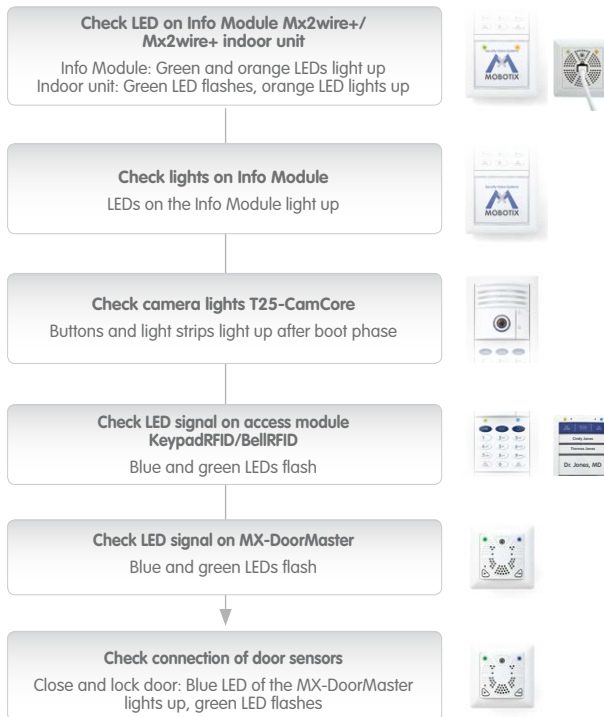 Check LED on Info Module Mx2wire+/
Mx2wire+ indoor unit
Info Module: Green and orange LEDs light up
Indoor unit: Green LED flashes, orange LED lights up
MOBOTIX
Check lights on Info Module
LEDs on the Info Module light up
MOBOTIX
Check camera lights T25-CamCore
Buttons and light strips light up after boot phase
Check LED signal on access module
KeypadRFID/BellRFID
Blue and green LEDs flash
Cindy Jones
Thomas Jones
Dr. Jones, MD
Check LED signal on MX-DoorMaster
Blue and green LEDs flash
Check connection of door sensors
Close and lock door: Blue LED of the MX-DoorMaster
lights up, green LED flashes